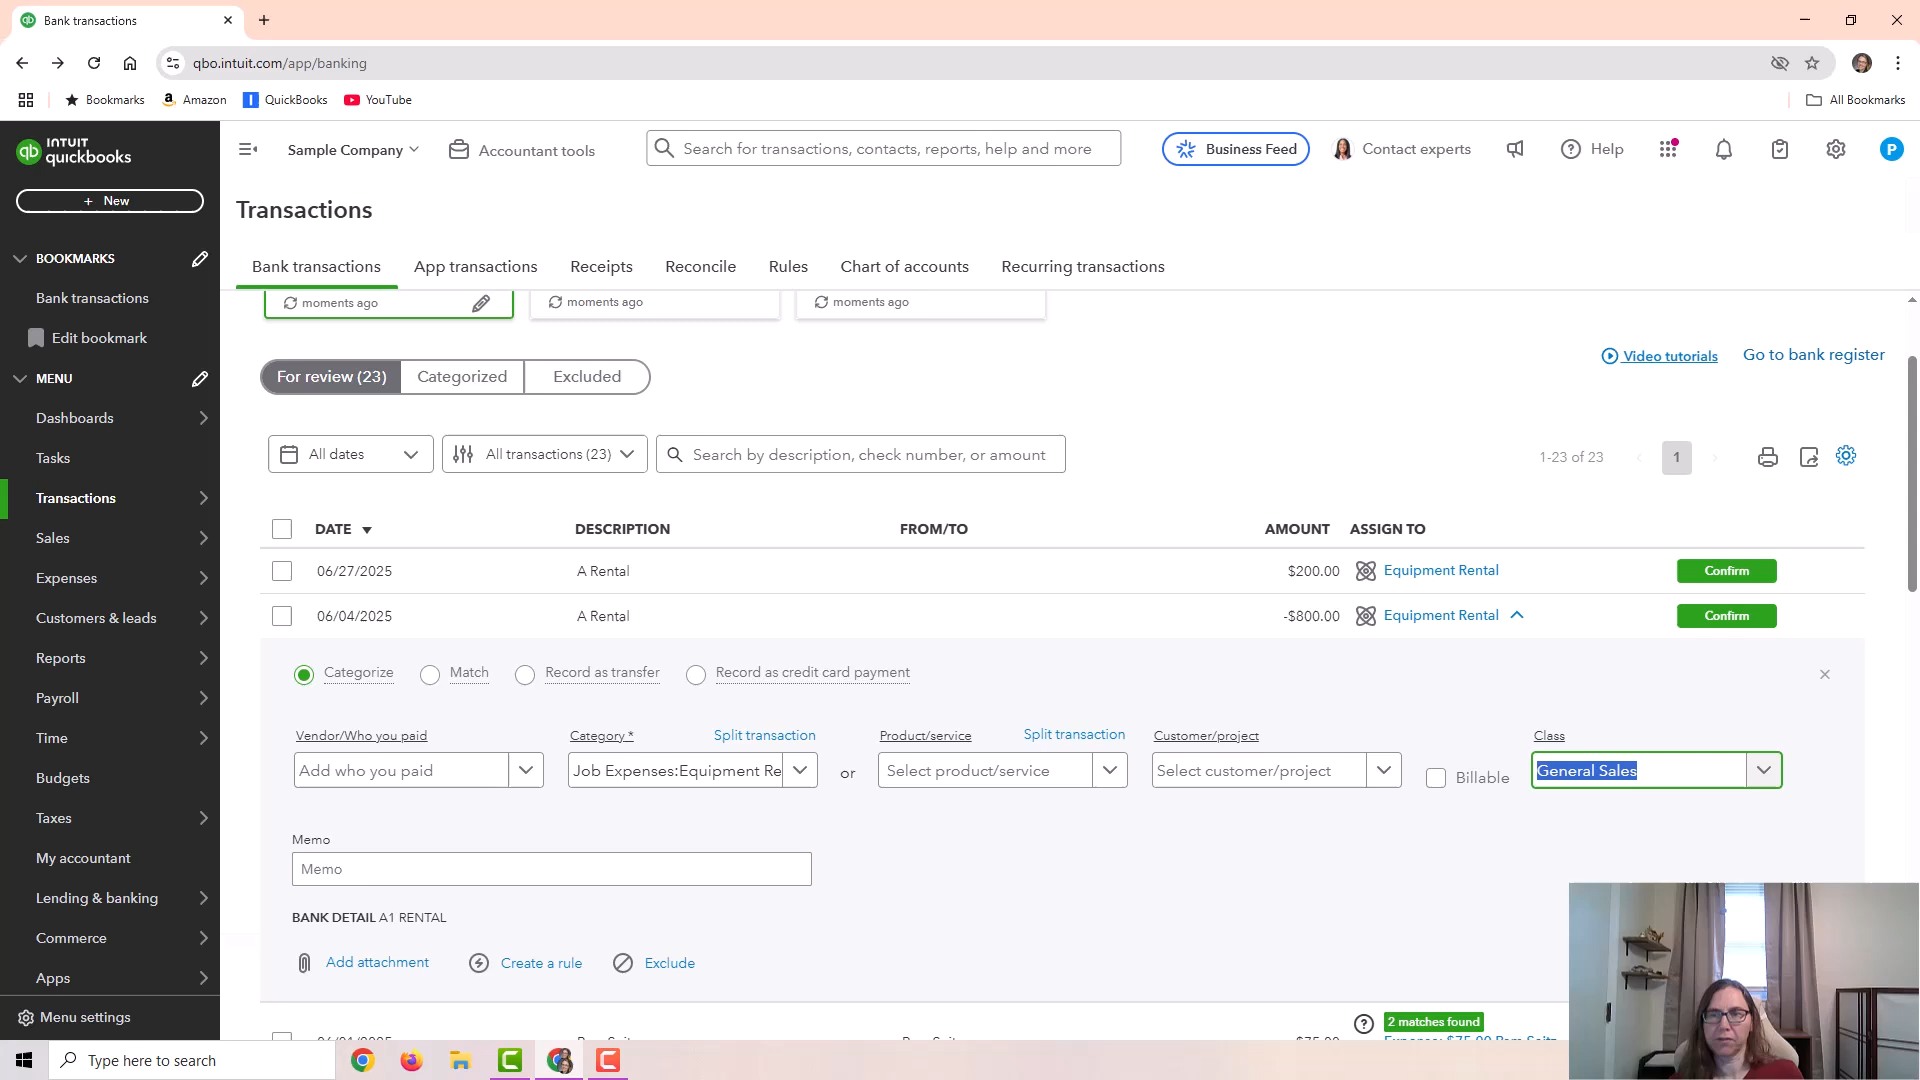 Bank transactions
qbo.intuit.com/app/banking
Bookmarks
Amazon
QuickBooks
YouTube
All Bookmarks
INTUIT
quickbooks
Sample Company
Accountant tools
Search for transactions, contacts, reports, help and more
Business Feed
Contact experts
Help
P
+ New
Transactions
BOOKMARKS
Bank transactions
Edit bookmark
MENU
Dashboards
Tasks
Transactions
Sales
Expenses
Customers & leads
Reports
Payroll
Time
Budgets
Taxes
My accountant
Lending & banking
Commerce
Apps
Menu settings
Bank transactions
App transactions
Receipts
Reconcile
Rules
Chart of accounts
Recurring transactions
moments ago
moments ago
moments ago
Video tutorials
Go to bank register
For review (23)
Categorized
Excluded
All dates
All transactions (23)
Search by description, check number, or amount
1-23 of 23
1
DATE
DESCRIPTION
FROM/TO
AMOUNT
ASSIGN TO
06/27/2025
A Rental
$200.00
Equipment Rental
Confirm
06/04/2025
A Rental
-$800.00
Equipment Rental
Confirm
Categorize
Match
Record as transfer
Record as credit card payment
Vendor/Who you paid
Category *
Split transaction
Product/service
Split transaction
Customer/project
Class
Add who you paid
Job Expenses:Equipment Re
or
Select product/service
Select customer/project
Billable
General Sales
Memo
Memo
BANK DETAIL A1 RENTAL
Add attachment
Create a rule
Exclude
2 matches found
Type here to search